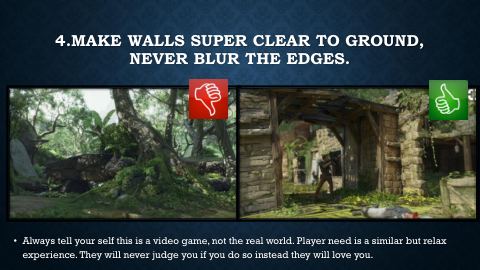 4.MAKE WALLS SUPER CLEAR TO GROUND,
NEVER BLUR THE EDGES.
• Always tell your self this is a video game, not the real world. Player need is a similar but relax
experience. They will never judge you if you do so instead they will love you.